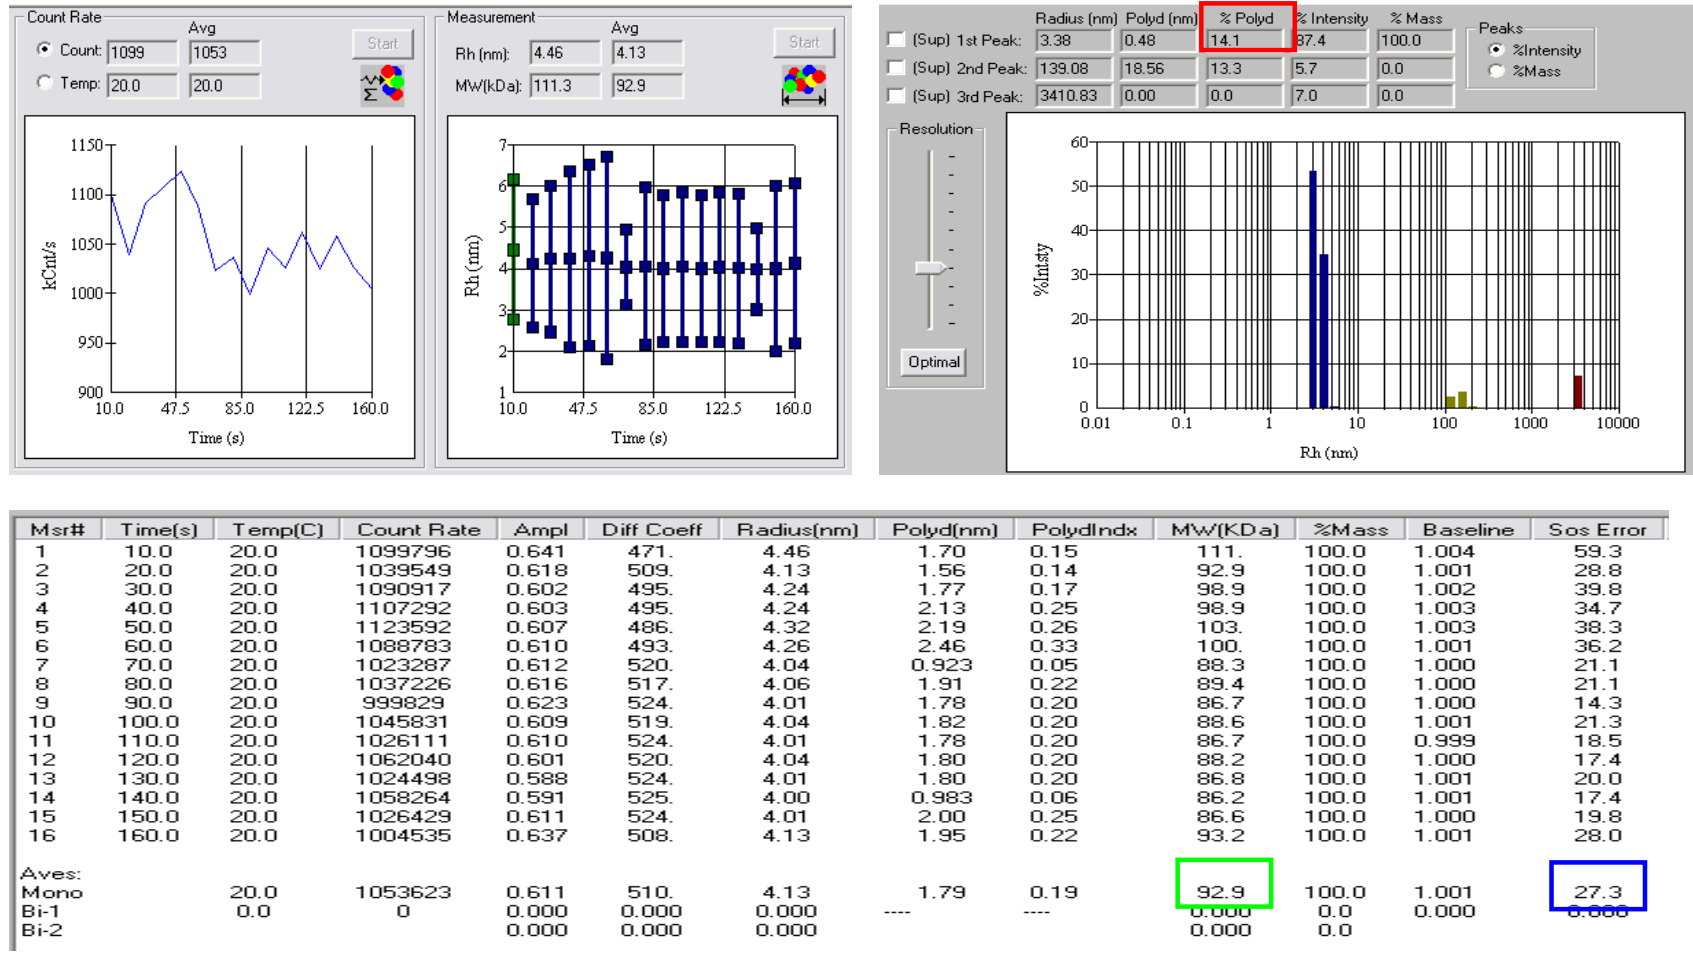 Count Rate
Avg
Count: 1099 1053 Start
Temp: 20.0 20.0
1150
1100
1050
1000
950
900
kCnt/s
10.0 47.5 85.0 122.5 160.0
Time (s)
Measurement
Avg
Rh (nm): 4.46 4.13 Start
MW(kDa): 111.3 92.9
7
6
5
4
3
2
1
Rh (nm)
10.0 47.5 85.0 122.5 160.0
Time (s)
Radius (nm) Polyd (nm) % Polyd % Intensity % Mass
(Sup) 1st Peak: 3.38 0.48 14.1 87.4 100.0
(Sup) 2nd Peak: 139.08 18.56 13.3 5.7 0.0
(Sup) 3rd Peak: 3410.83 0.00 0.0 7.0 0.0
Peaks
%Intensity
%Mass
Resolution
Optimal
60
50
40
30
20
10
0
%Intsty
0.01 0.1 1 10 100 1000 10000
Rh (nm)
Msr# Time(s) Temp(C) Count Rate Ampl Diff Coeff Radius(nm) Polyd(nm) PolydIndx MW(KDa) %Mass Baseline Sos Error
1 10.0 20.0 1099796 0.641 471. 4.46 1.70 0.15 111. 100.0 1.004 59.3
2 20.0 20.0 1039549 0.618 509. 4.13 1.56 0.14 92.9 100.0 1.001 28.8
3 30.0 20.0 1090917 0.602 495. 4.24 1.77 0.17 98.9 100.0 1.002 39.8
4 40.0 20.0 1107292 0.603 495. 4.24 2.13 0.25 98.9 100.0 1.003 34.7
5 50.0 20.0 1123592 0.607 486. 4.32 2.19 0.26 103. 100.0 1.003 38.3
6 60.0 20.0 1088783 0.610 493. 4.26 2.46 0.33 100. 100.0 1.001 36.2
7 70.0 20.0 1023287 0.612 520. 4.04 0.923 0.05 88.3 100.0 1.000 21.1
8 80.0 20.0 1037226 0.616 517. 4.06 1.91 0.22 89.4 100.0 1.000 21.1
9 90.0 20.0 999829 0.623 524. 4.01 1.78 0.20 86.7 100.0 1.000 14.3
10 100.0 20.0 1045831 0.609 519. 4.04 1.82 0.20 88.6 100.0 1.001 21.3
11 110.0 20.0 1026111 0.610 524. 4.01 1.78 0.20 86.7 100.0 0.999 18.5
12 120.0 20.0 1062040 0.601 520. 4.04 1.80 0.20 88.2 100.0 1.000 17.4
13 130.0 20.0 1024498 0.588 524. 4.01 1.80 0.20 86.8 100.0 1.001 20.0
14 140.0 20.0 1058264 0.591 525. 4.00 0.983 0.06 86.2 100.0 1.001 17.4
15 150.0 20.0 1026429 0.611 524. 4.01 2.00 0.25 86.6 100.0 1.000 19.8
16 160.0 20.0 1004535 0.637 508. 4.13 1.95 0.22 93.2 100.0 1.001 28.0
Aves:
Mono 20.0 1053623 0.611 510. 4.13 1.79 0.19 92.9 100.0 1.001 27.3
Bi-1 0.0 0 0.000 0.000 0.000 ---- ---- 0.000 0.0 0.000 0.000
Bi-2 0.000 0.000 0.000 0.000 0.0